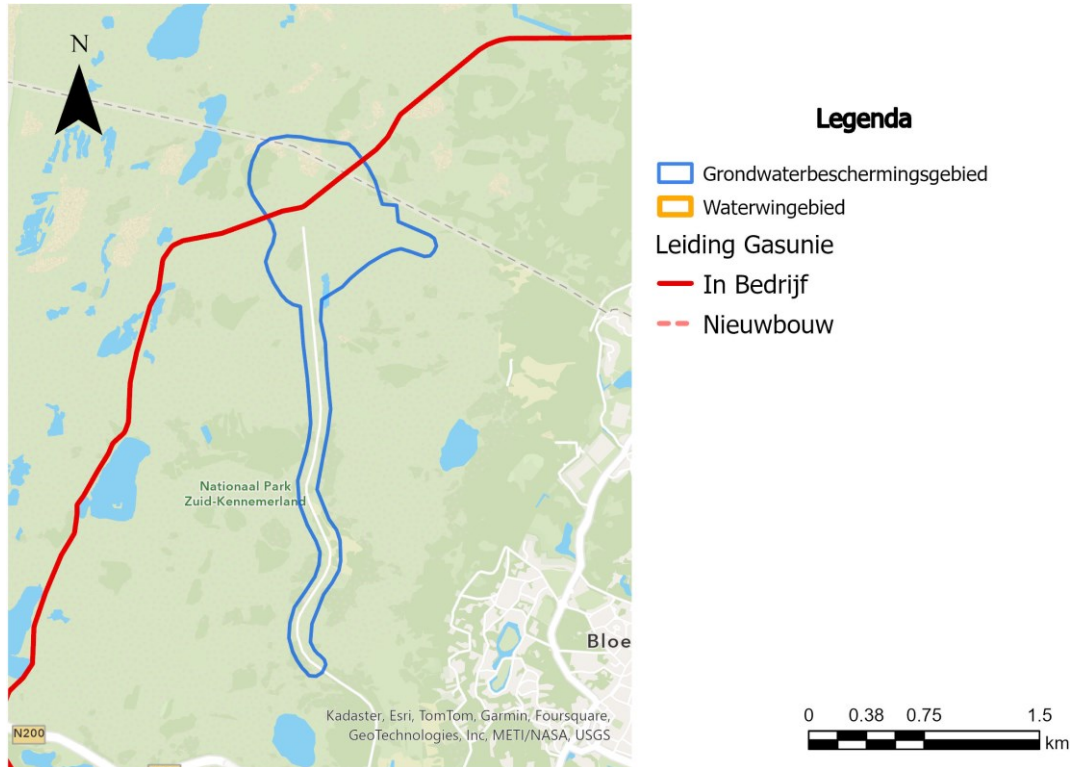 N
Nationaal Park
Zuid-Kennemerland
Bloe
N200
Kadaster, Esri, TomTom, Garmin, Foursquare,
GeoTechnologies, Inc, METI/NASA, USGS
Legenda
Grondwaterbeschermingsgebied
Waterwingebied
Leiding Gasunie
In Bedrijf
Nieuwbouw
0 0.38 0.75 1.5
km